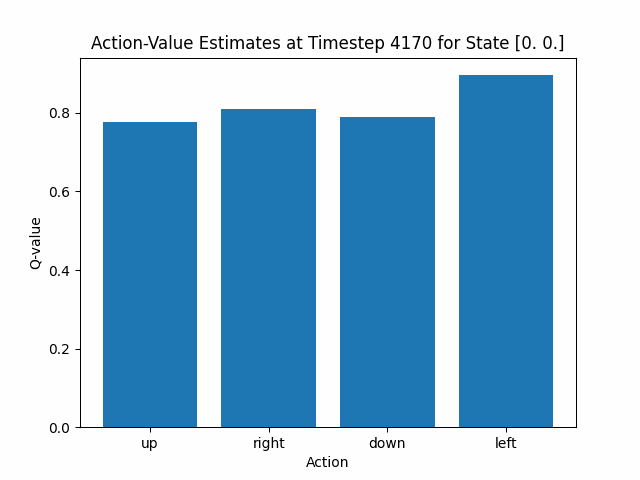 Action-Value Estimates at Timestep 4170 for State [0. 0.]
0.8
0.6
0.4
0.2
0.0
Q-value
up right down left
Action